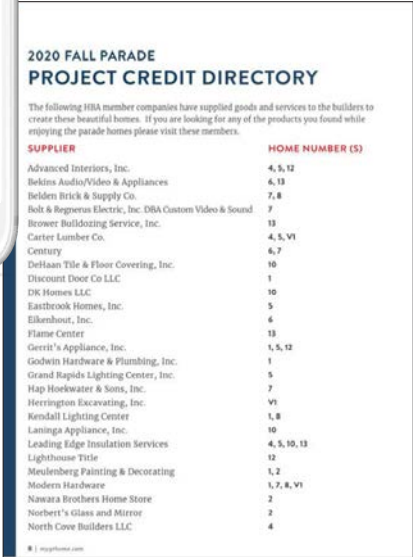 2020 FALL PARADE
PROJECT CREDIT DIRECTORY
The following HBA member companies have supplied goods and services to the builders to
create these beautiful homes. If you are looking for any of the products you found while
enjoying the parade homes please visit these members.
SUPPLIER HOME NUMBER (S)
Advanced Interiors, Inc. 4, 5, 12
Bekins Audio/Video & Appliances 6, 13
Belden Brick & Supply Co. 7, 8
Bolt & Regnerus Electric, Inc. DBA Custom Video & Sound 7
Brower Bulldozing Service, Inc. 13
Carter Lumber Co. 4, 5, V1
Century 6, 7
DeHaan Tile & Floor Covering, Inc. 10
Discount Door Co LLC 1
DK Homes LLC 10
Eastbrook Homes, Inc. 5
Eikenhout, Inc. 6
Flame Center 13
Gerrit's Appliance, Inc. 1, 5, 12
Godwin Hardware & Plumbing, Inc. 1
Grand Rapids Lighting Center, Inc. 5
Hap Hoekwater & Sons, Inc. 7
Herrington Excavating, Inc. V1
Kendall Lighting Center 1, 8
Laninga Appliance, Inc. 10
Leading Edge Insulation Services 4, 5, 10, 13
Lighthouse Title 12
Meulenberg Painting & Decorating 1, 2
Modern Hardware 1, 7, 8, V1
Nawara Brothers Home Store 2
Norbert's Glass and Mirror 2
North Cove Builders LLC 4
8 | mygrhome.com